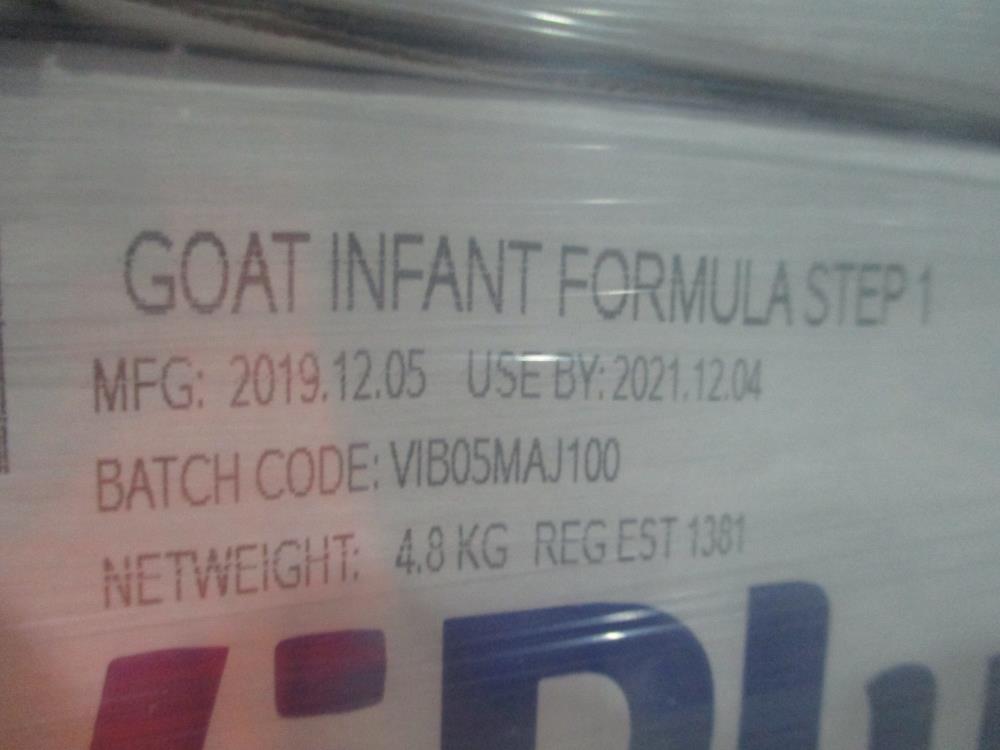 GOAT INFANT FORMULA STEP 1
MFG: 2019.12.05 USE BY: 2021.12.04
BATCH CODE: VIB05MAJ100
NETWEIGHT: 4.8 KG REG EST 1381